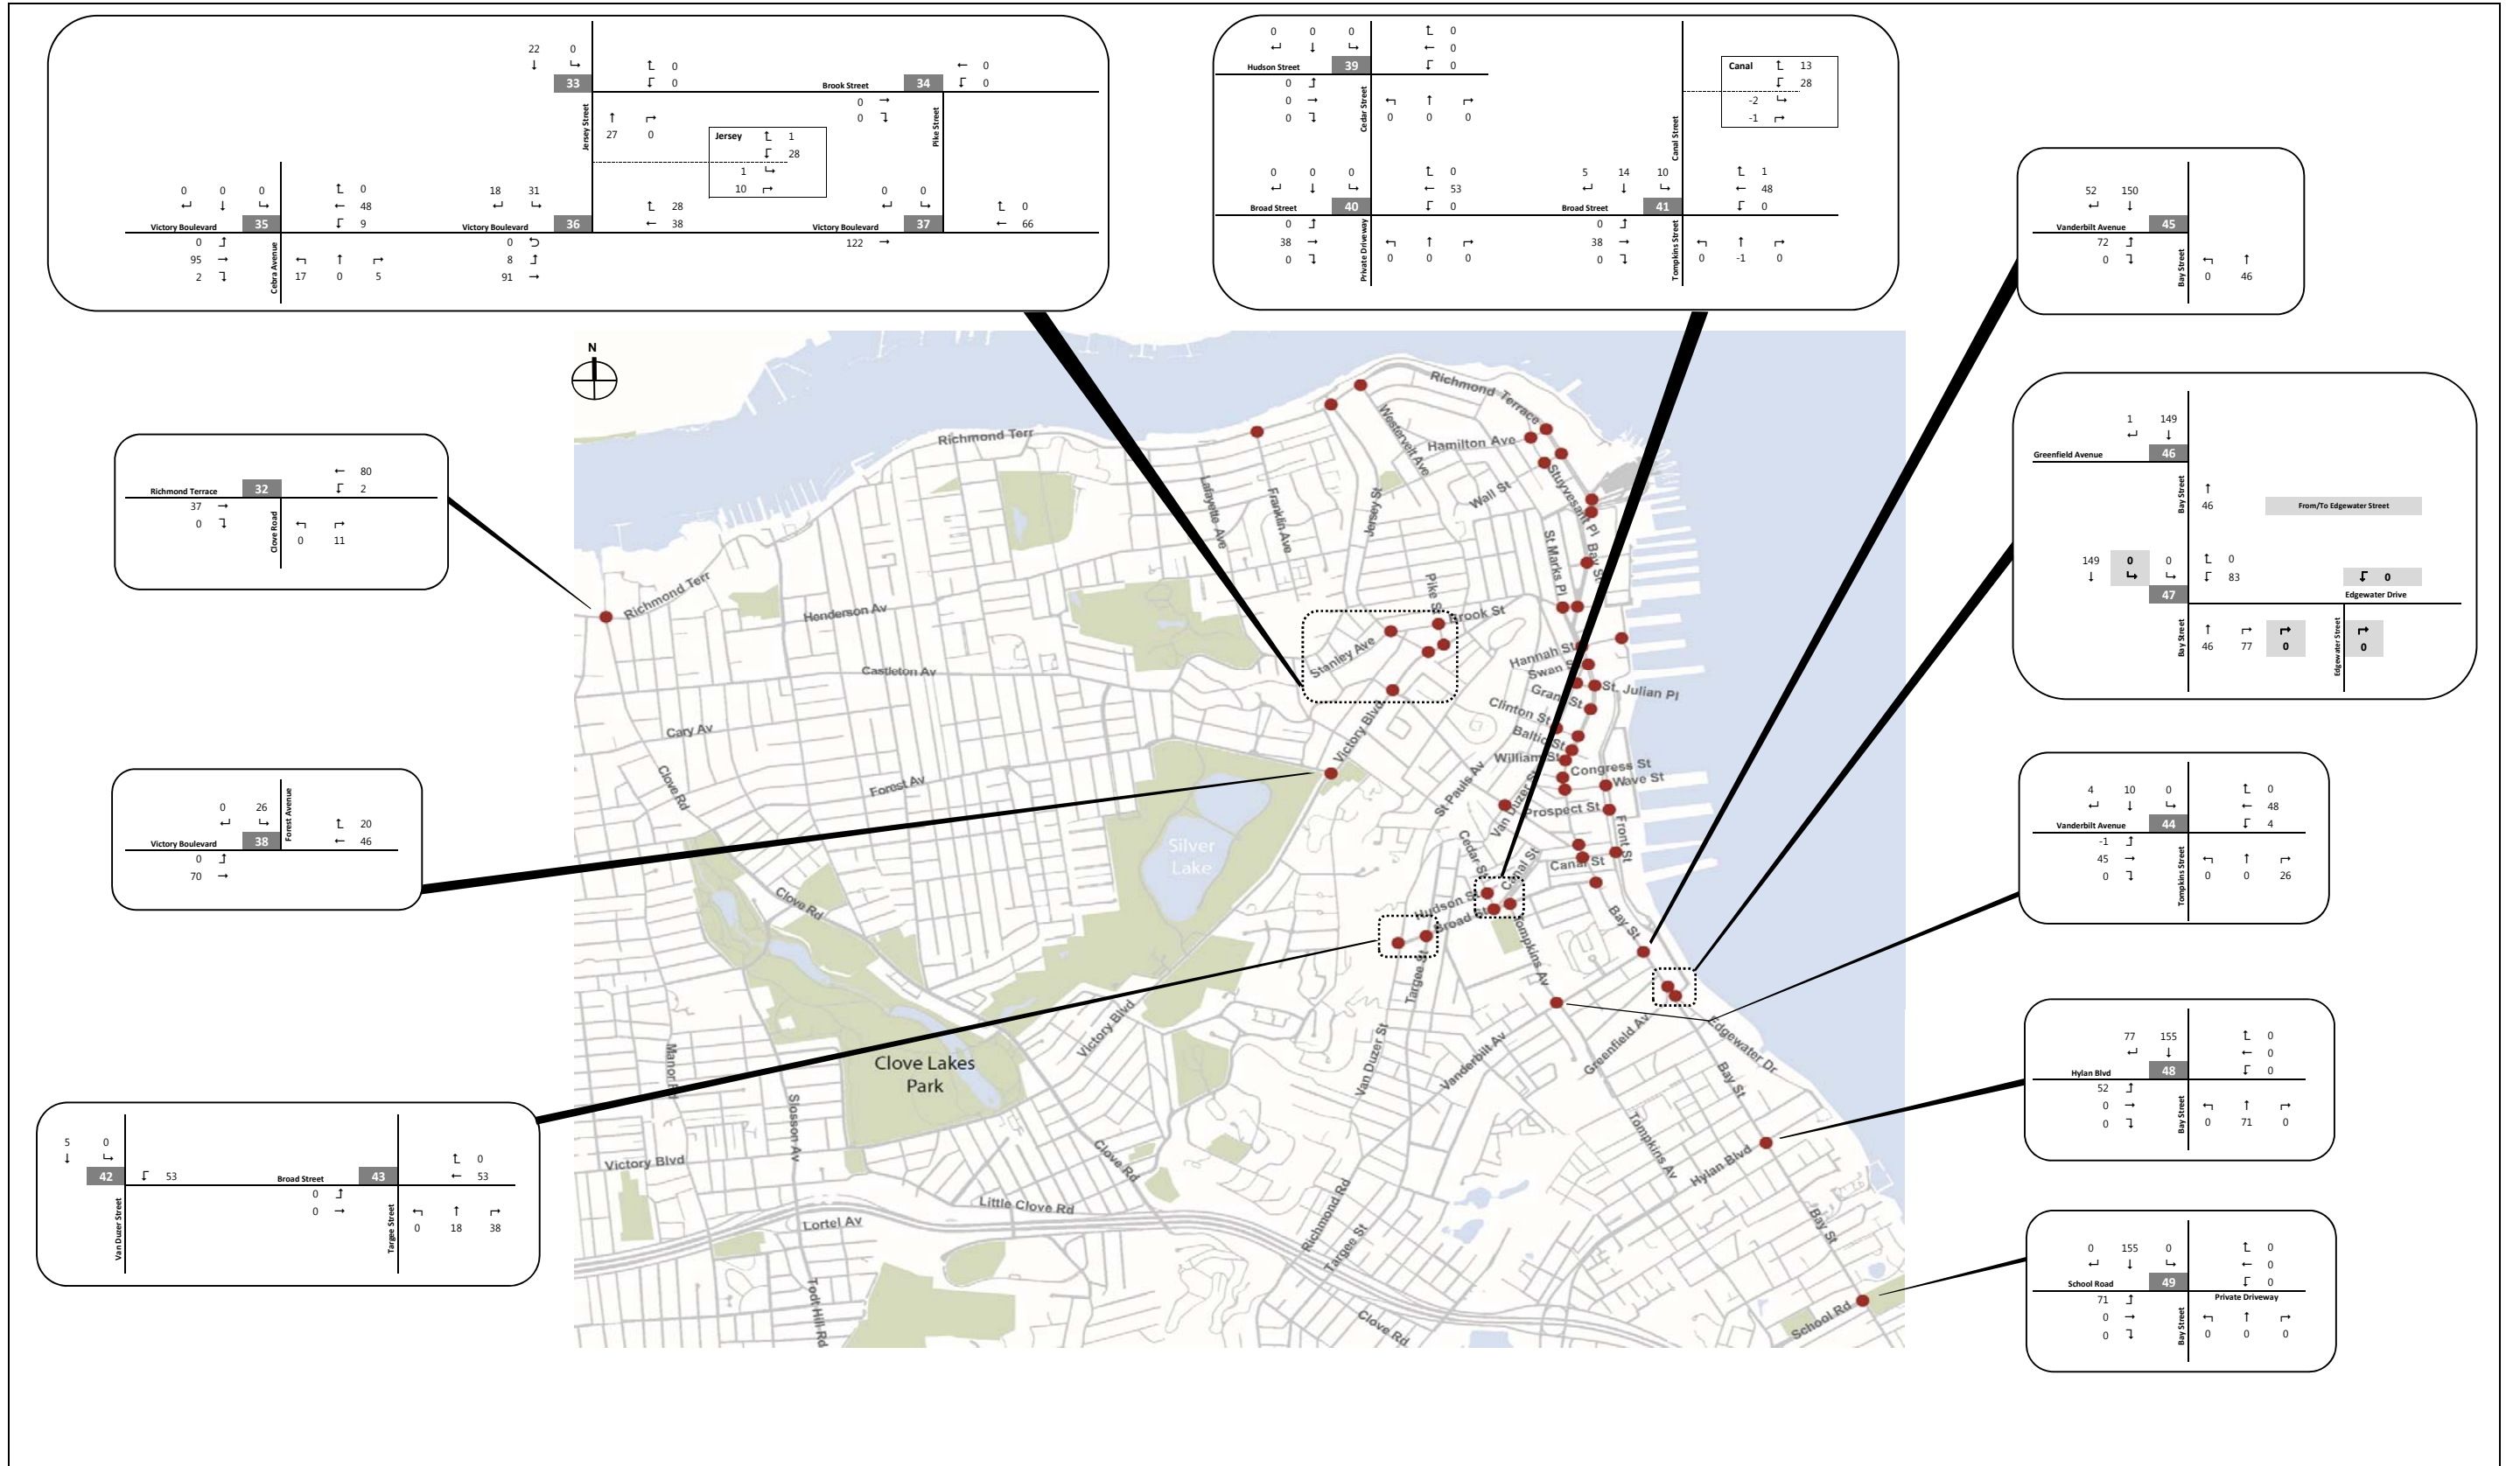 22 0
33
0
0
Jersey Street
27 0
Brook Street 34
0
0
0
0
Pike Street
Jersey 1
28
1
10
0 0 0
0
48
9
Victory Boulevard 35
0
95
2
Cebra Avenue
17 0 5
18 31
28
38
Victory Boulevard 36
0
8
91
0 0
0
66
Victory Boulevard 37
122
0 0 0
0
0
0
Hudson Street 39
0
0
0
Cedar Street
0 0 0
Canal 13
28
-2
-1
Canal Street
0 0 0
0
53
0
Broad Street 40
0
38
0
Private Driveway
0 0 0
5 14 10
1
48
0
Broad Street 41
0
38
0
Tompkins Street
0 -1 0
52 150
Vanderbilt Avenue 45
72
0
Bay Street
0 46
1 149
Greenfield Avenue 46
Bay Street
46
From/To Edgewater Street
149 0 0
0
83
0
47
Edgewater Drive
Bay Street
46 77 0
Edgewater Street
0
80
2
Richmond Terrace 32
37
0
Clove Road
0 11
0 26
Forest Avenue
20
46
Victory Boulevard 38
0
70
4 10 0
0
48
4
Vanderbilt Avenue 44
-1
45
0
Tompkins Street
0 0 26
77 155
0
0
0
Hylan Blvd 48
52
0
0
Bay Street
0 71 0
5 0
42
53
Van Duzer Street
Broad Street 43
0
53
0
0
Targee Street
0 18 38
0 155 0
0
0
0
School Road 49
Private Driveway
71
0
0
Bay Street
0 0 0
N
Richmond Terrace
Richmond Terr
Hamilton Ave
Westervelt Ave
Stuyvesant Pl
Wall St
Lafayette Ave
Franklin Ave
Jersey St
St Marks Pl
Bay St
Richmond Terr
Henderson Av
Pike St
Brook St
Stanley Ave
Castleton Av
Hannah St
Swan S
St. Julian Pl
Grant St
Clinton St
Baltic St
William St
Congress St
Wave St
Cary Av
Victory Blvd
Clove Rd
Forest Av
St Pauls Av
Van Duzer St
Prospect St
Front St
Silver
Lake
Cedar St
Canal St
Canal St
Hudson S
Broad St
Clove Rd
Tompkins Av
Bay St
Targee St
Victory Blvd
Van Duzer St
Vanderbilt Av
Greenfield Av
Edgewater Dr
Clove Lakes
Park
Manor R
Slosson Av
Bay St
Tompkins Av
Hylan Blvd
Victory Blvd
Clove Rd
Little Clove Rd
Lortel Av
Richmond Rd
Targee St
Bay St
Todt Hill Rd
Clove Rd
School Rd